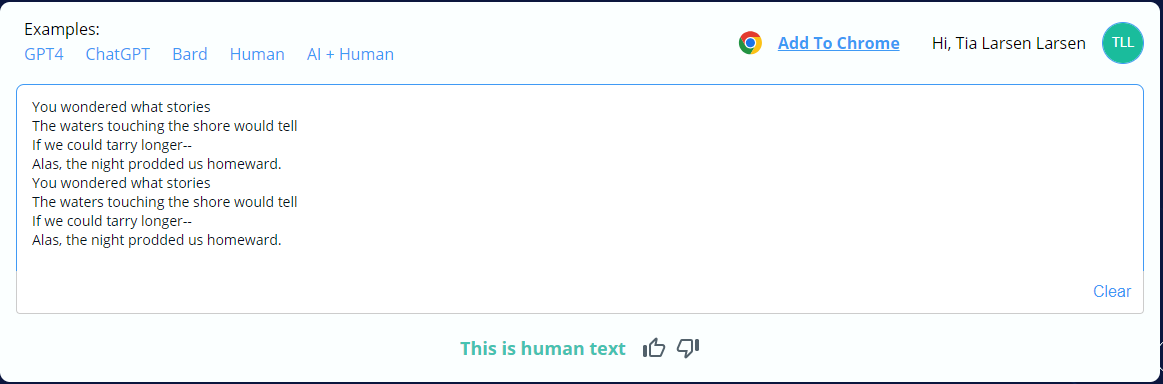 Examples:
GPT4 ChatGPT Bard Human AI + Human
Add To Chrome Hi, Tia Larsen Larsen TLL
You wondered what stories
The waters touching the shore would tell
If we could tarry longer--
Alas, the night prodded us homeward.
You wondered what stories
The waters touching the shore would tell
If we could tarry longer--
Alas, the night prodded us homeward.
Clear
This is human text